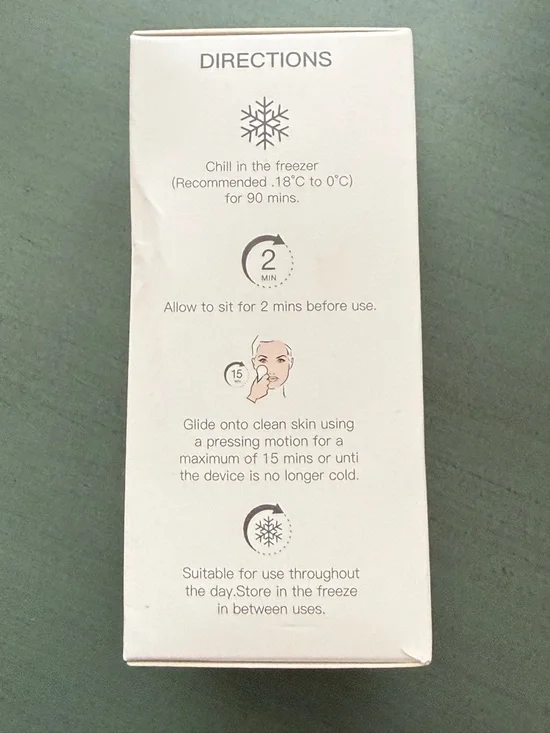 DIRECTIONS
Chill in the freezer
(Recommended .18°C to 0°C)
for 90 mins.
2
MIN
Allow to sit for 2 mins before use.
15
Glide onto clean skin using
a pressing motion for a
maximum of 15 mins or unti
the device is no longer cold.
Suitable for use throughout
the day.Store in the freeze
in between uses.